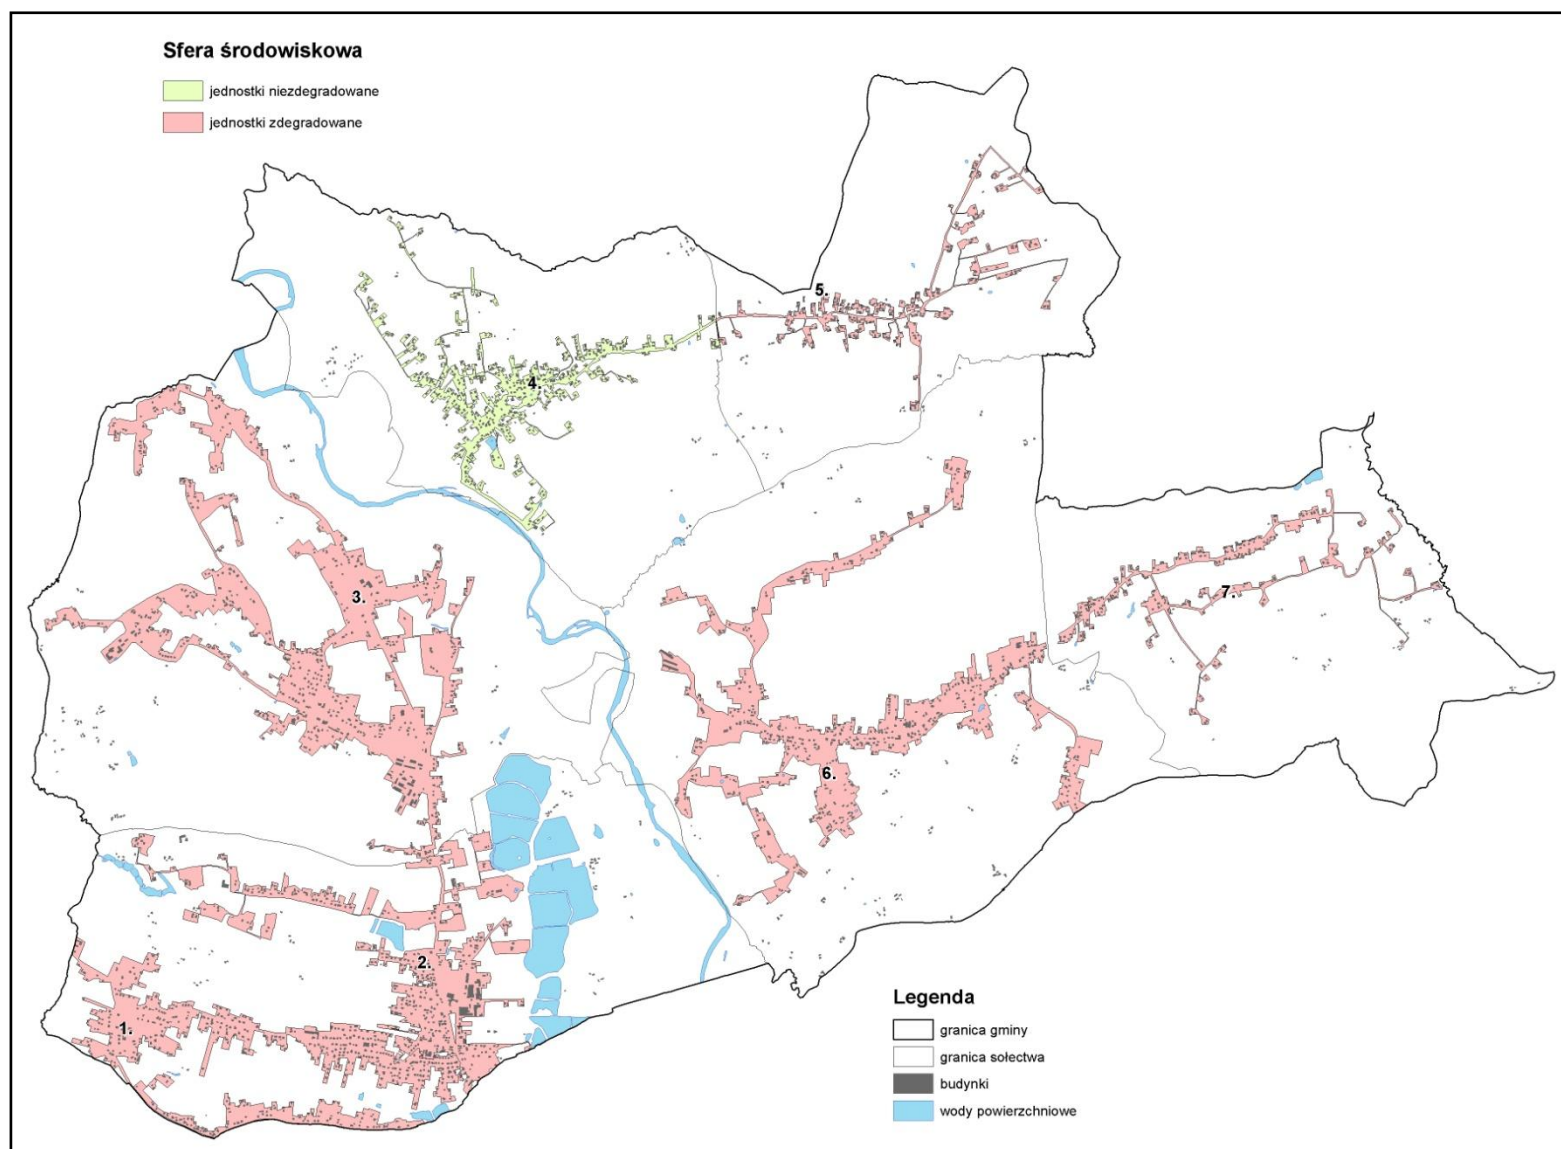 Sfera środowiskowa
jednostki niezdegradowane
jednostki zdegradowane
5.
4.
3.
7.
6.
2.
1.
Legenda
granica gminy
granica sołectwa
budynki
wody powierzchniowe